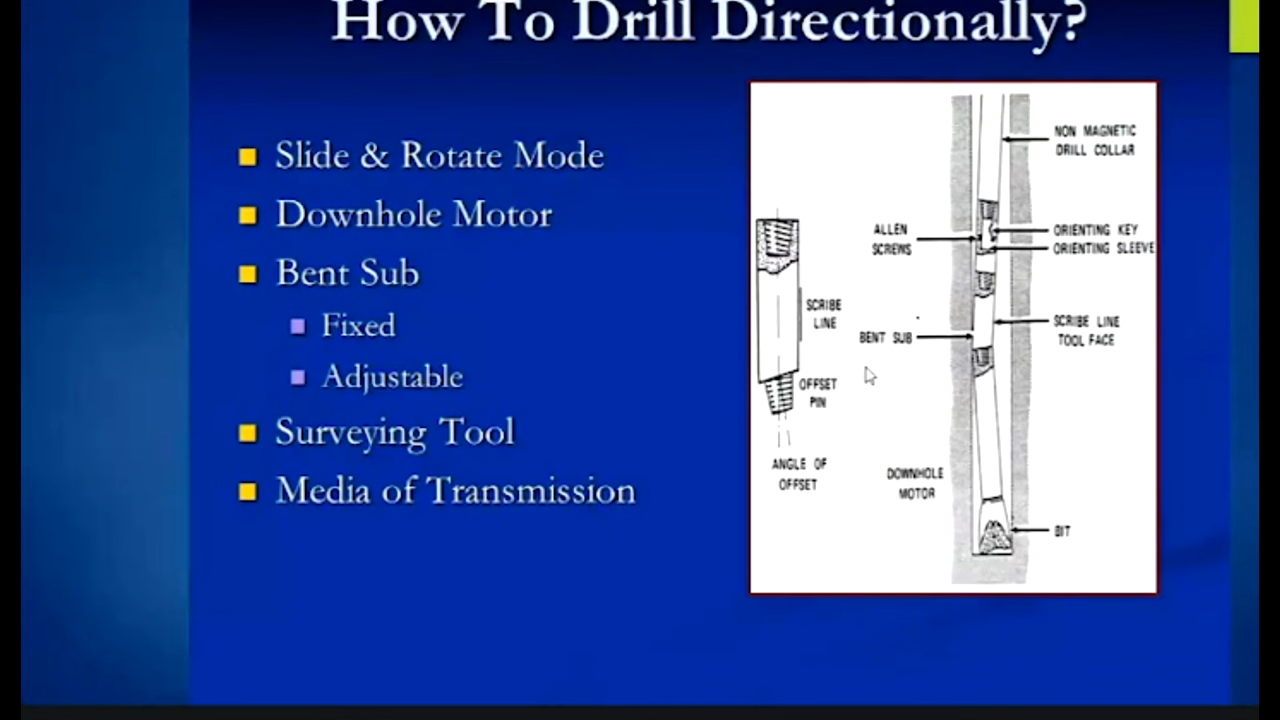 How To Drill Directionally?
Slide & Rotate Mode
Downhole Motor
Bent Sub
Fixed
Adjustable
Surveying Tool
Media of Transmission
SCRIBE
LINE
OFFSET
PIN
ANGLE OF
OFFSET
NON MAGNETIC
DRILL COLLAR
ALLEN
SCREWS
ORIENTING KEY
ORIENTING SLEEVE
BENT SUB
SCRIBE LINE
TOOL FACE
DOWNHOLE
MOTOR
BIT